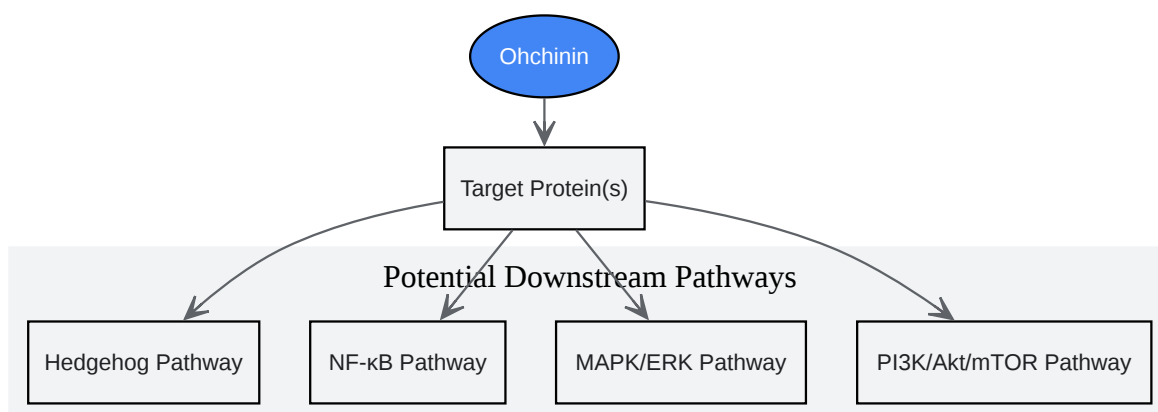 Ohchinin
Target Protein(s)
Potential Downstream Pathways
Hedgehog Pathway
NF-κB Pathway
MAPK/ERK Pathway
PI3K/Akt/mTOR Pathway